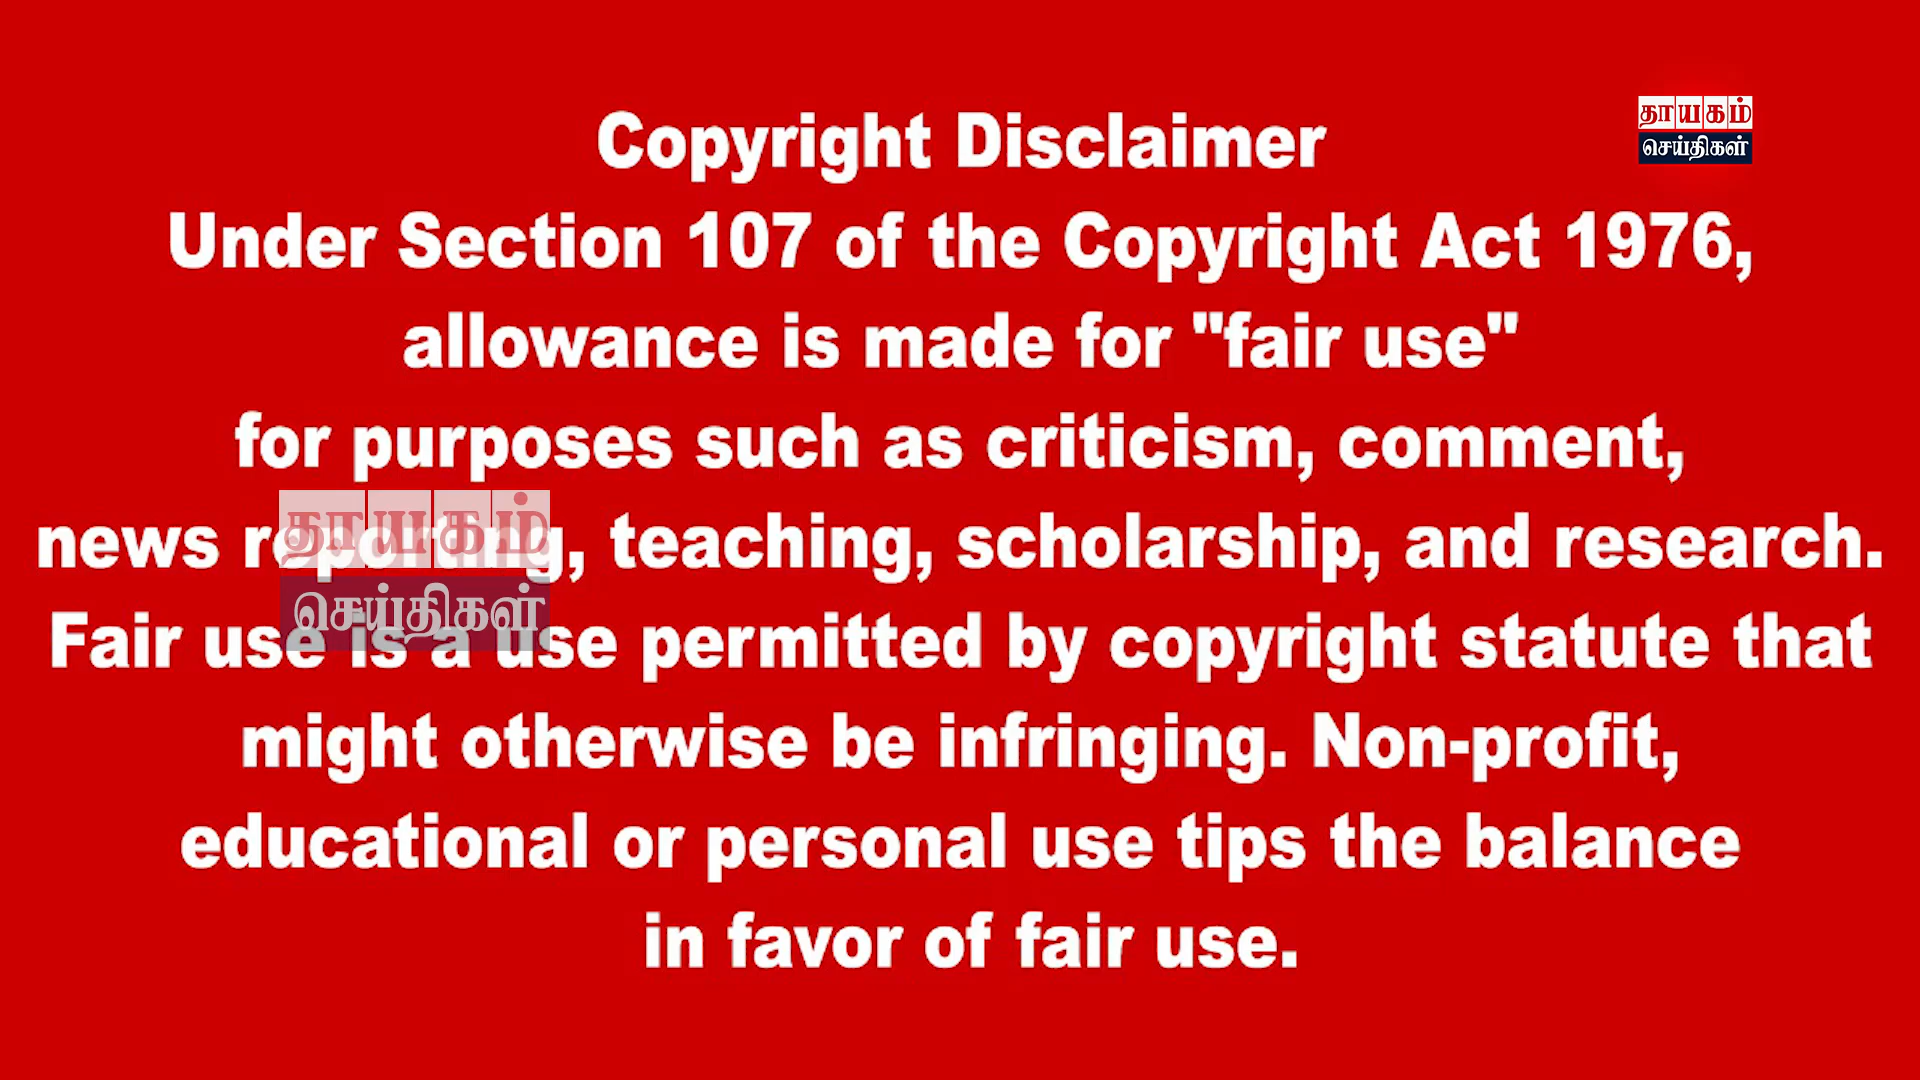 தாயகம்
செய்திகள்
Copyright Disclaimer
Under Section 107 of the Copyright Act 1976,
allowance is made for "fair use"
for purposes such as criticism, comment,
news reporting, teaching, scholarship, and research.
தாயகம்
செய்திகள்
Fair use is a use permitted by copyright statute that
might otherwise be infringing. Non-profit,
educational or personal use tips the balance
in favor of fair use.